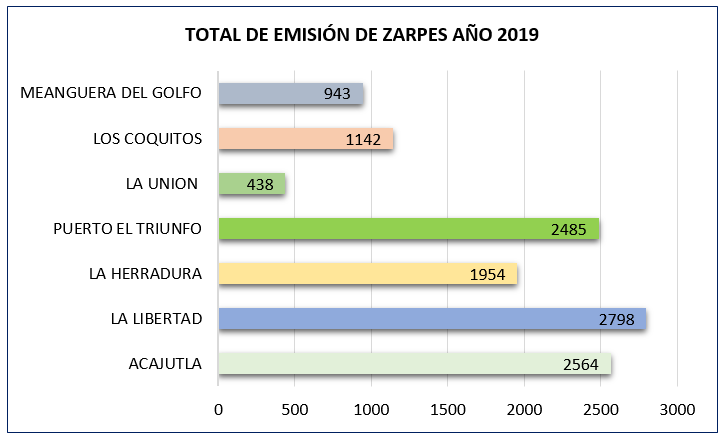 TOTAL DE EMISIÓN DE ZARPES AÑO 2019
MEANGUERA DEL GOLFO 943
LOS COQUITOS 1142
LA UNION 438
PUERTO EL TRIUNFO 2485
LA HERRADURA 1954
LA LIBERTAD 2798
ACAJUTLA 2564
0 500 1000 1500 2000 2500 3000